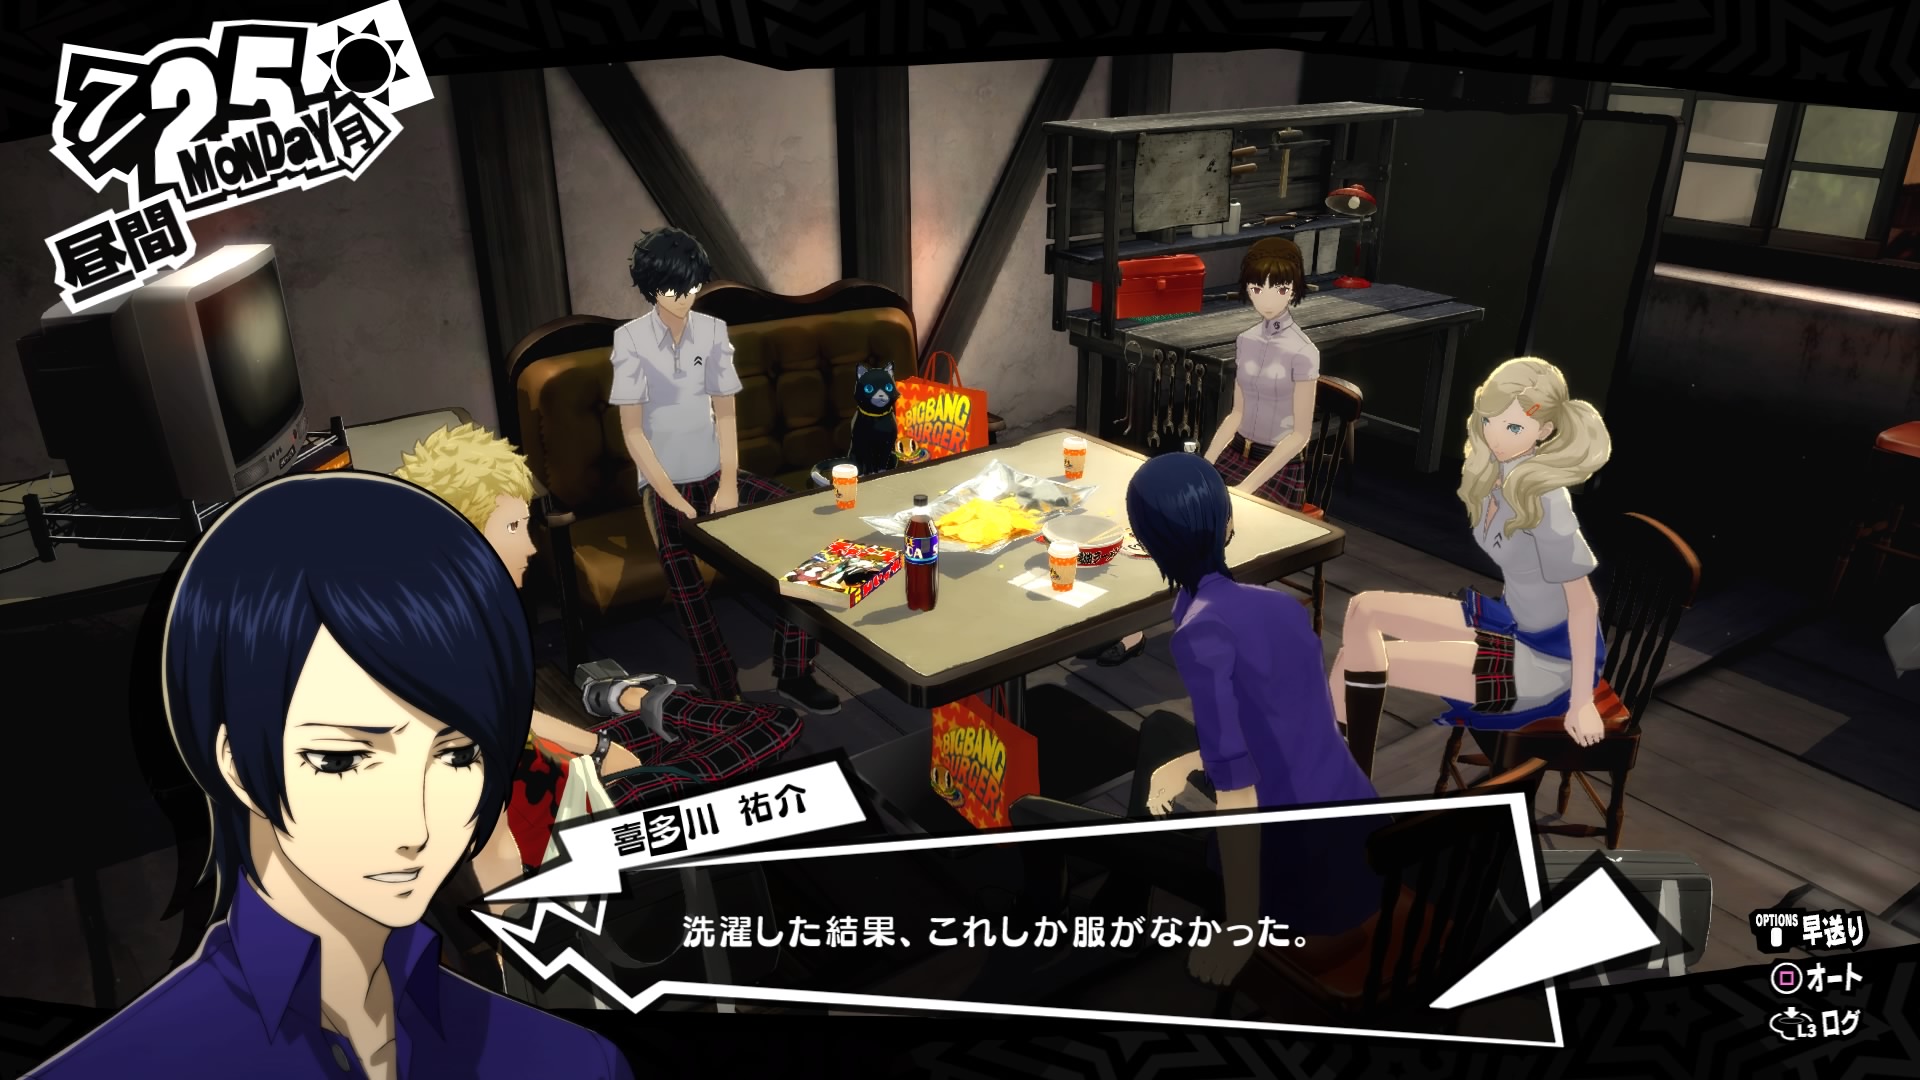 7 25
MONDAY 月
昼間
BIGBANG
BURGER
BIGBANG
BURGER
喜多川 祐介
洗濯した結果、これしか服がなかった。
OPTIONS 早送り
オート
L3 ログ